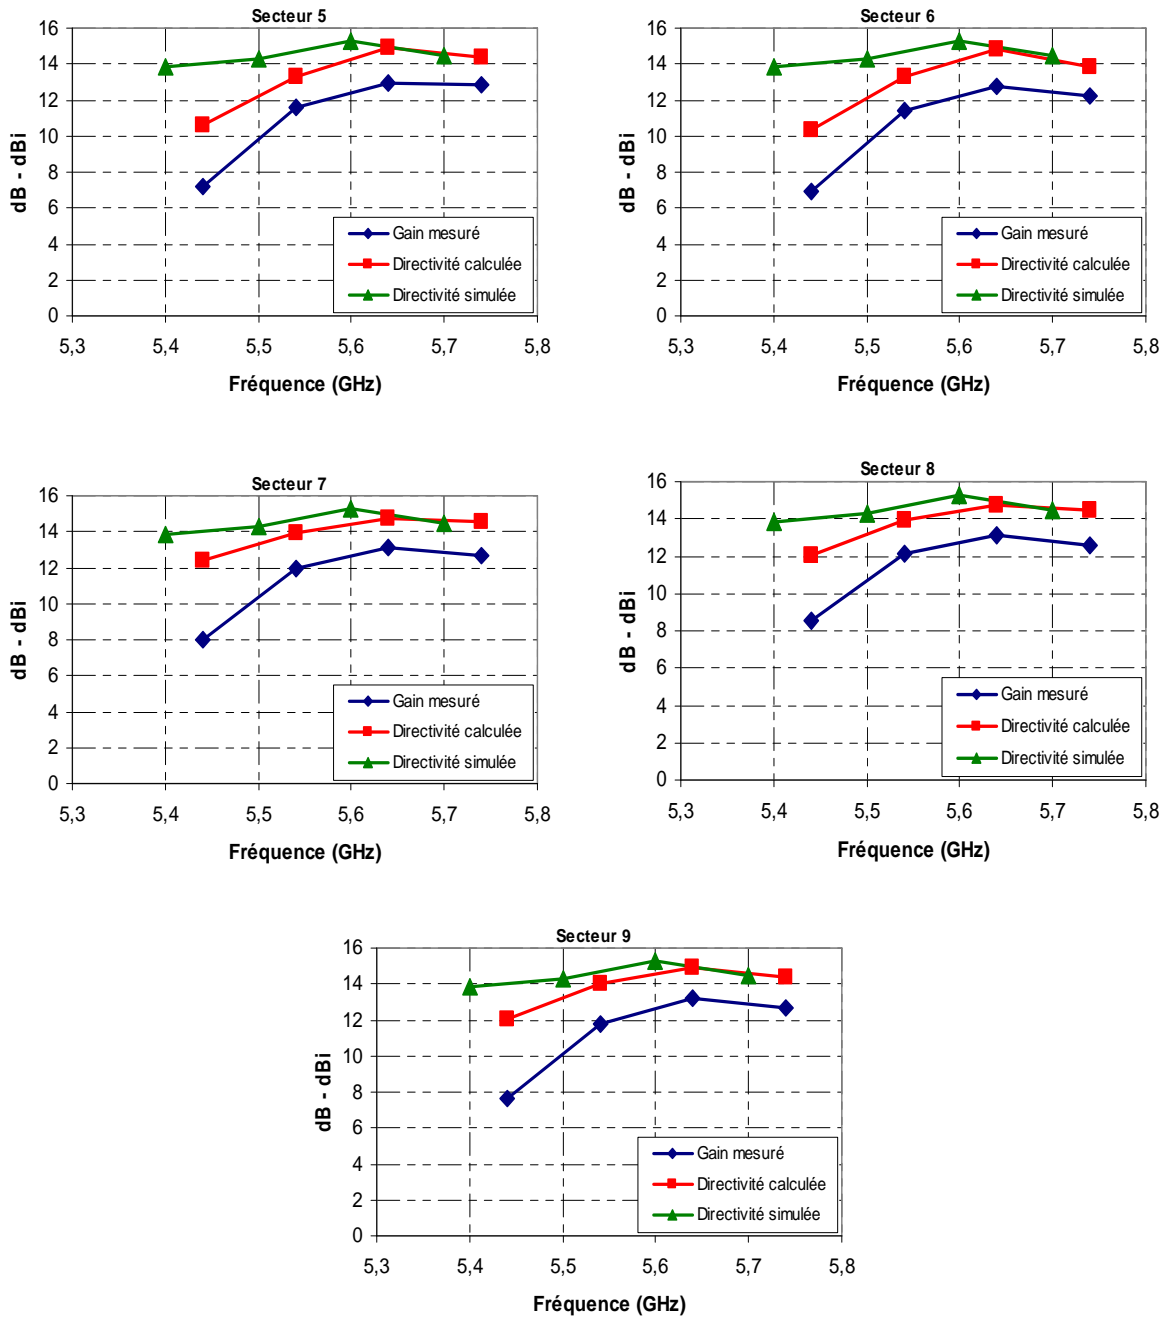 Secteur 5
16
14
12
10
8
6
4
2
0
dB - dBi
5,3 5,4 5,5 5,6 5,7 5,8
Fréquence (GHz)
Gain mesuré
Directivité calculée
Directivité simulée
Secteur 6
16
14
12
10
8
6
4
2
0
dB - dBi
5,3 5,4 5,5 5,6 5,7 5,8
Fréquence (GHz)
Gain mesuré
Directivité calculée
Directivité simulée
Secteur 7
16
14
12
10
8
6
4
2
0
dB - dBi
5,3 5,4 5,5 5,6 5,7 5,8
Fréquence (GHz)
Gain mesuré
Directivité calculée
Directivité simulée
Secteur 8
16
14
12
10
8
6
4
2
0
dB - dBi
5,3 5,4 5,5 5,6 5,7 5,8
Fréquence (GHz)
Gain mesuré
Directivité calculée
Directivité simulée
Secteur 9
16
14
12
10
8
6
4
2
0
dB - dBi
5,3 5,4 5,5 5,6 5,7 5,8
Fréquence (GHz)
Gain mesuré
Directivité calculée
Directivité simulée